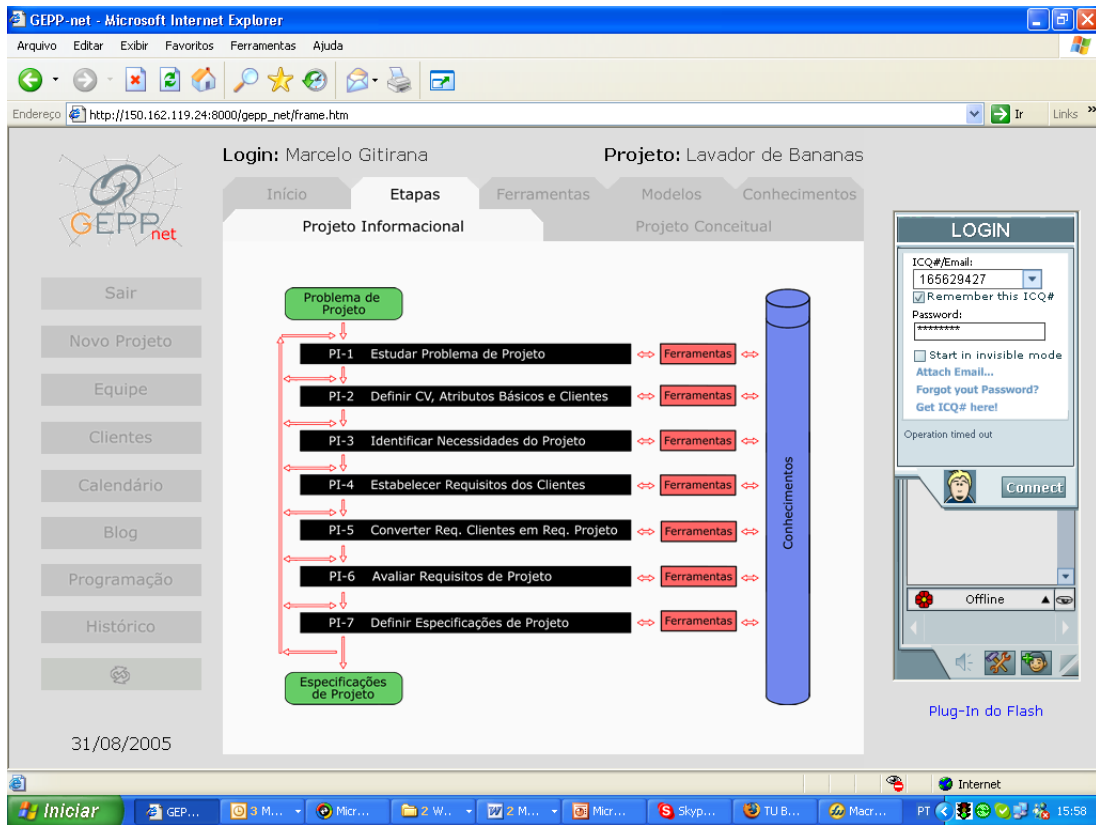 GEPP-net - Microsoft Internet Explorer
Arquivo Editar Exibir Favoritos Ferramentas Ajuda
Endereço http://150.162.119.24:8000/gepp_net/frame.htm Ir Links »
Login: Marcelo Gitirana Projeto: Lavador de Bananas
GEPP net
Início Etapas Ferramentas Modelos Conhecimentos
Projeto Informacional Projeto Conceitual
Sair
Novo Projeto
Equipe
Clientes
Calendário
Blog
Programação
Histórico
31/08/2005
Problema de
Projeto
PI-1 Estudar Problema de Projeto Ferramentas
PI-2 Definir CV, Atributos Básicos e Clientes Ferramentas
PI-3 Identificar Necessidades do Projeto Ferramentas
PI-4 Estabelecer Requisitos dos Clientes Ferramentas
PI-5 Converter Req. Clientes em Req. Projeto Ferramentas
PI-6 Avaliar Requisitos de Projeto Ferramentas
PI-7 Definir Especificações de Projeto Ferramentas
Especificações
de Projeto
Conhecimentos
LOGIN
ICQ#/Email:
165629427
Remember this ICQ#
Password:
********
Start in invisible mode
Attach Email...
Forgot yout Password?
Get ICQ# here!
Operation timed out
Connect
Offline
Plug-In do Flash
Internet
Iniciar GEP... 3 M... Micr... 2 W.. 2 M... Micr... Skyp... TU B... Macr... PT 15:58